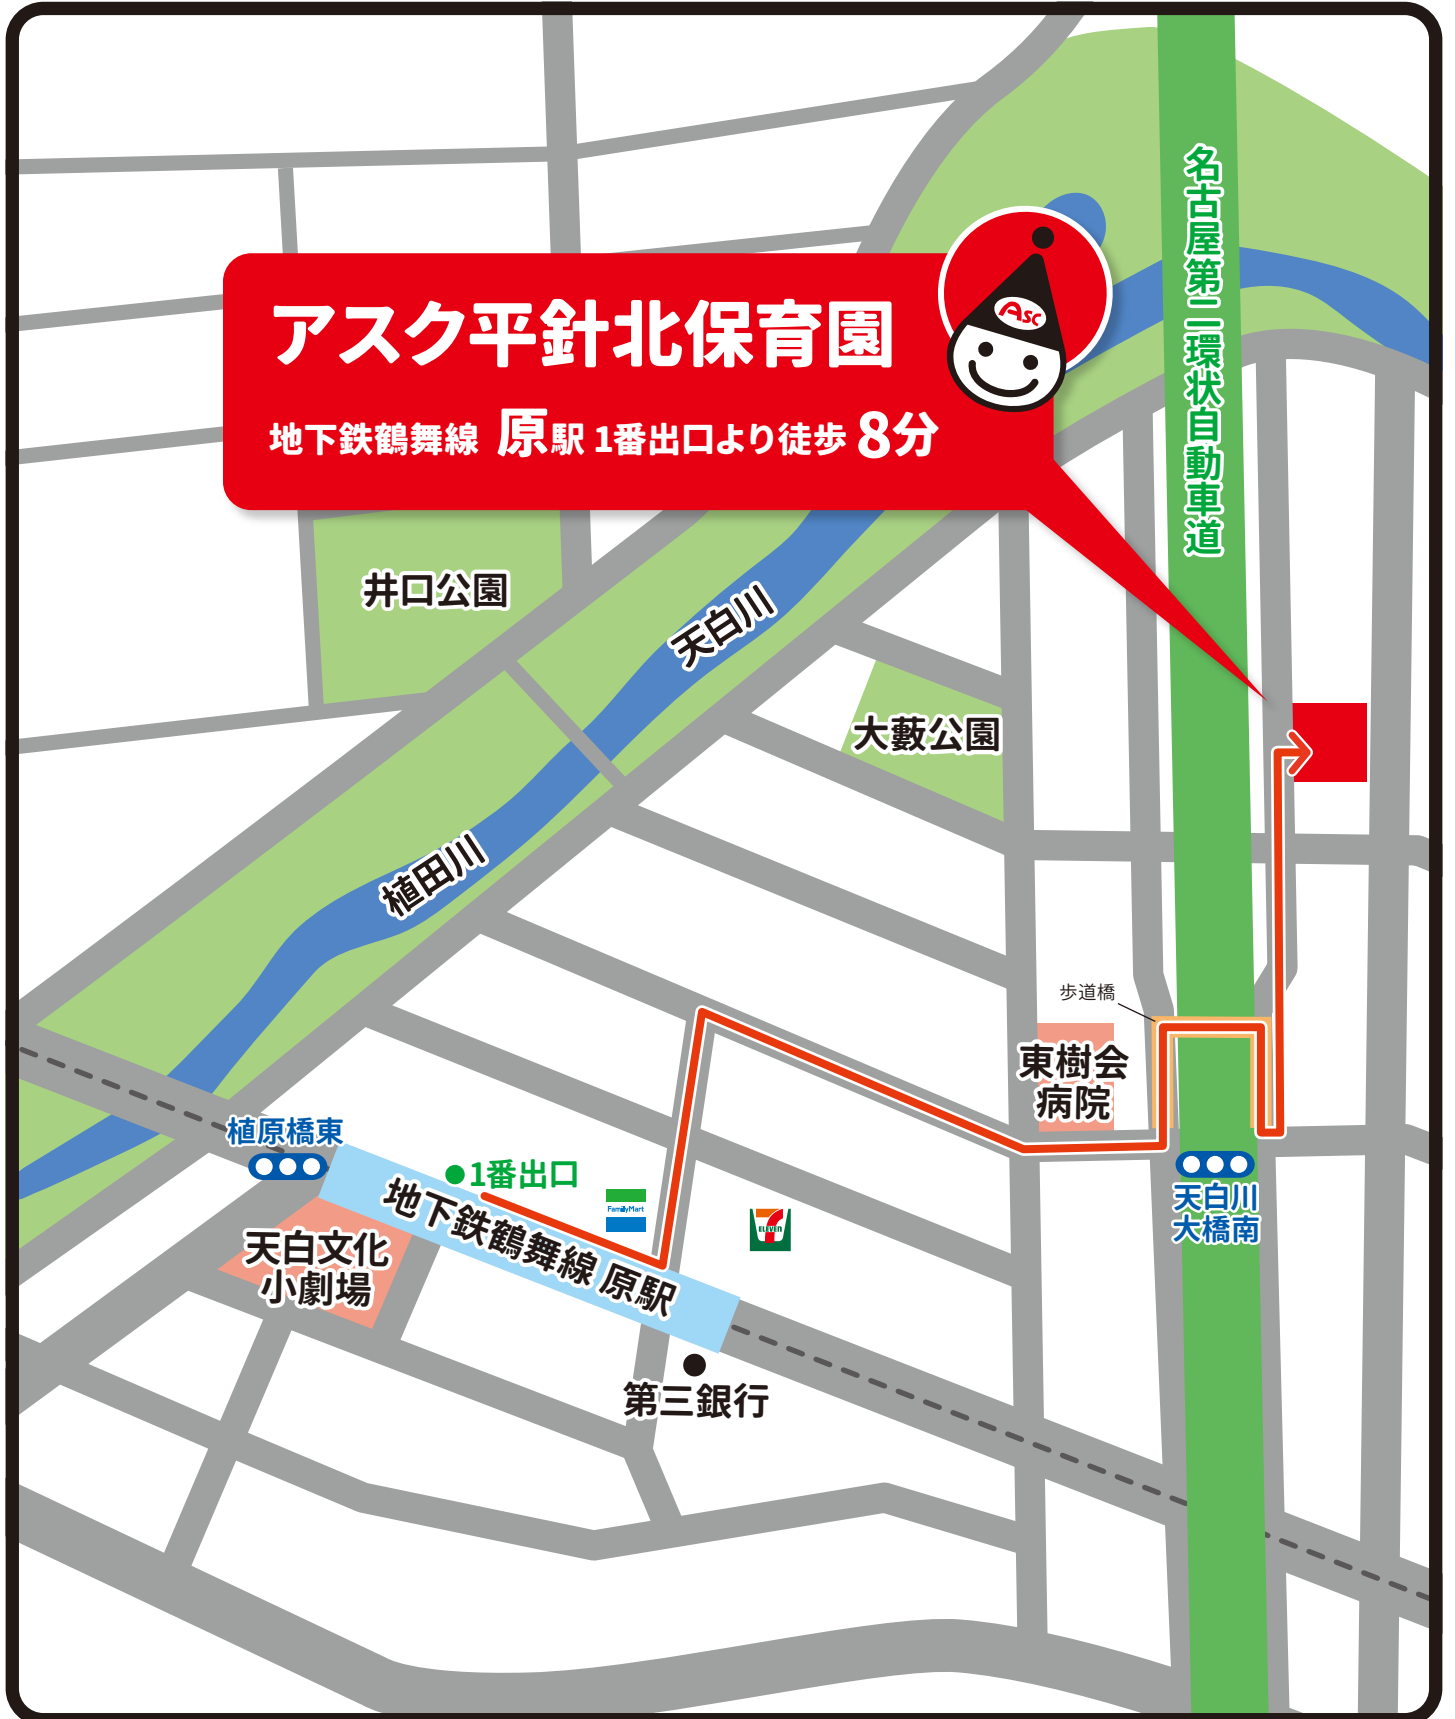 名古屋第二環状自動車道
アスク平針北保育園
Asc
地下鉄鶴舞線 原駅 1番出口より徒歩 8分
井口公園
天白川
大藪公園
植田川
歩道橋
東樹会
病院
植原橋東
1番出口
地下鉄鶴舞線 原駅
FamilyMart
7
ELEVEN
天白川
大橋南
天白文化
小劇場
第三銀行